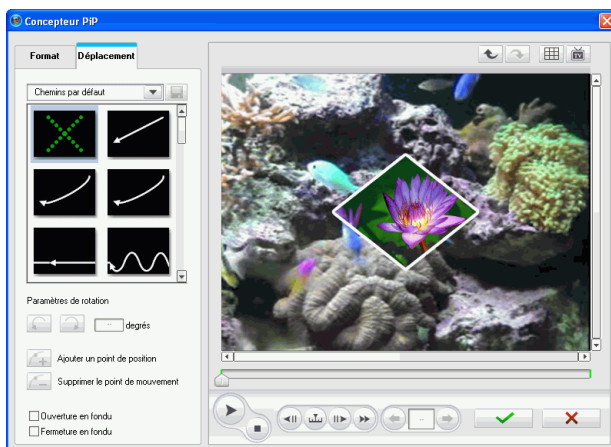 Concepteur PiP
Format
Déplacement
TV
Chemins par défaut
Paramètres de rotation
degrés
Ajouter un point de position
Supprimer le point de mouvement
Ouverture en fondu
Fermeture en fondu